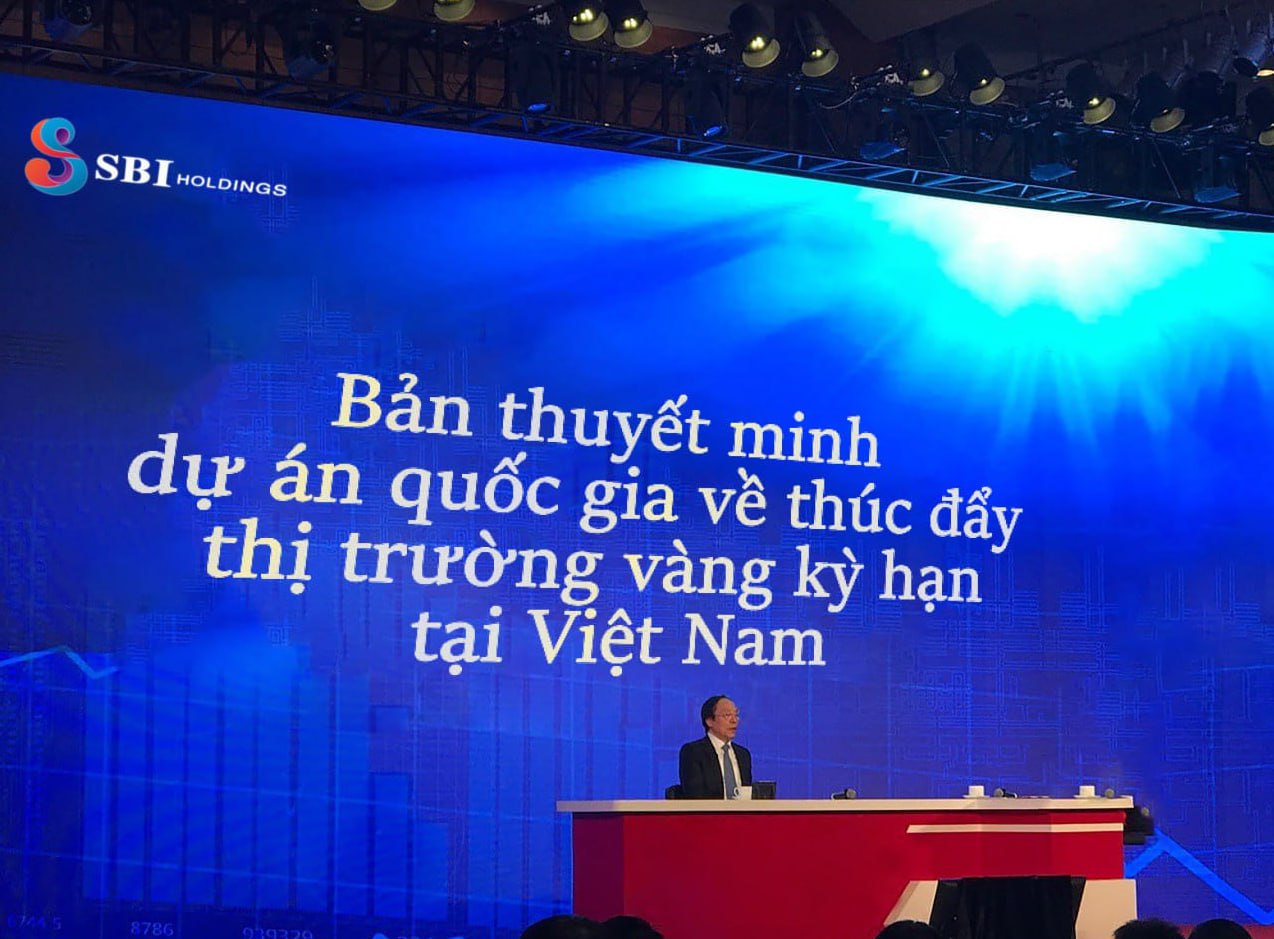 SBI HOLDINGS
Bản thuyết minh
dự án quốc gia về thúc đẩy
thị trường vàng kỳ hạn
tại Việt Nam
8786